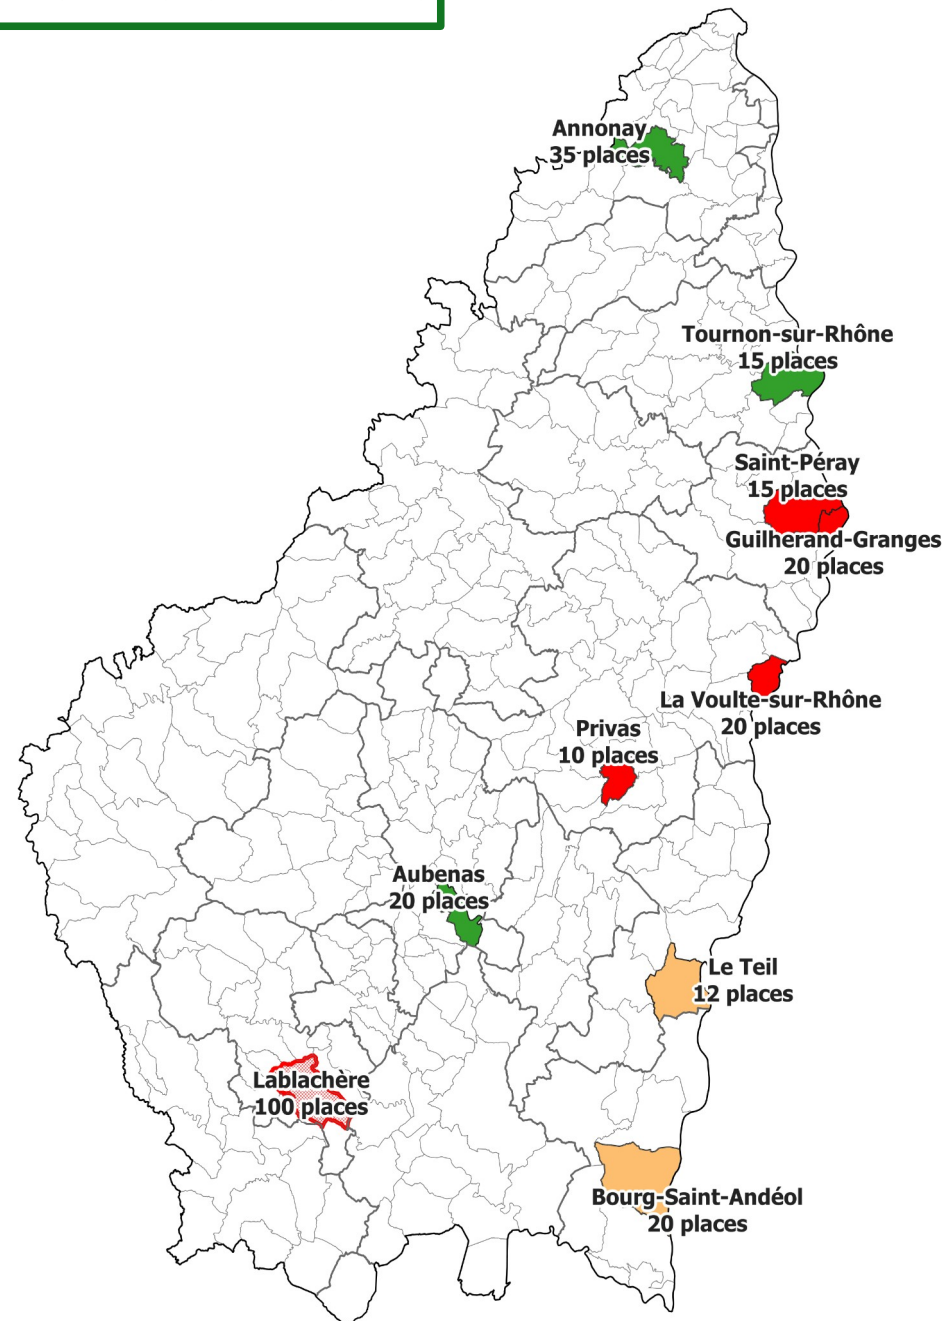 Annonay
35 places
Tournon-sur-Rhône
15 places
Saint-Péray
15 places
Guilherand-Granges
20 places
La Voulte-sur-Rhône
20 places
Privas
10 places
Aubenas
20 places
Le Teil
12 places
Lablachère
100 places
Bourg-Saint-Andéol
20 places